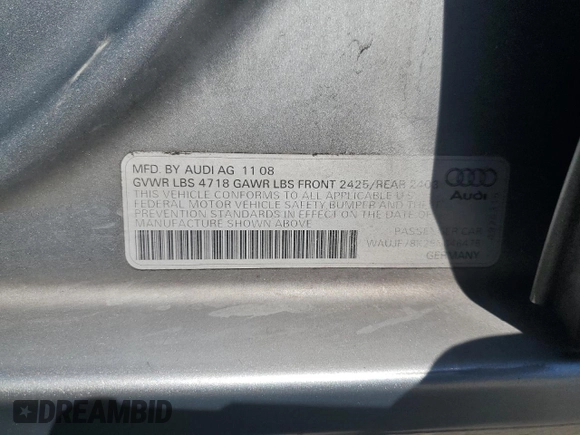 MFD. BY AUDI AG 11 08
GVWR LBS 4718 GAWR LBS FRONT 2425/REAR
THIS VEHICLE CONFORMS TO ALL APPLICABLE U.S.
FEDERAL MOTOR VEHICLE SAFETY BUMPER AND THEFT
PREVENTION STANDARDS IN EFFECT ON THE DATE OF
MANUFACTURE SHOWN ABOVE
Audi
PASSENGER CAR
GERMANY
DREAMBID